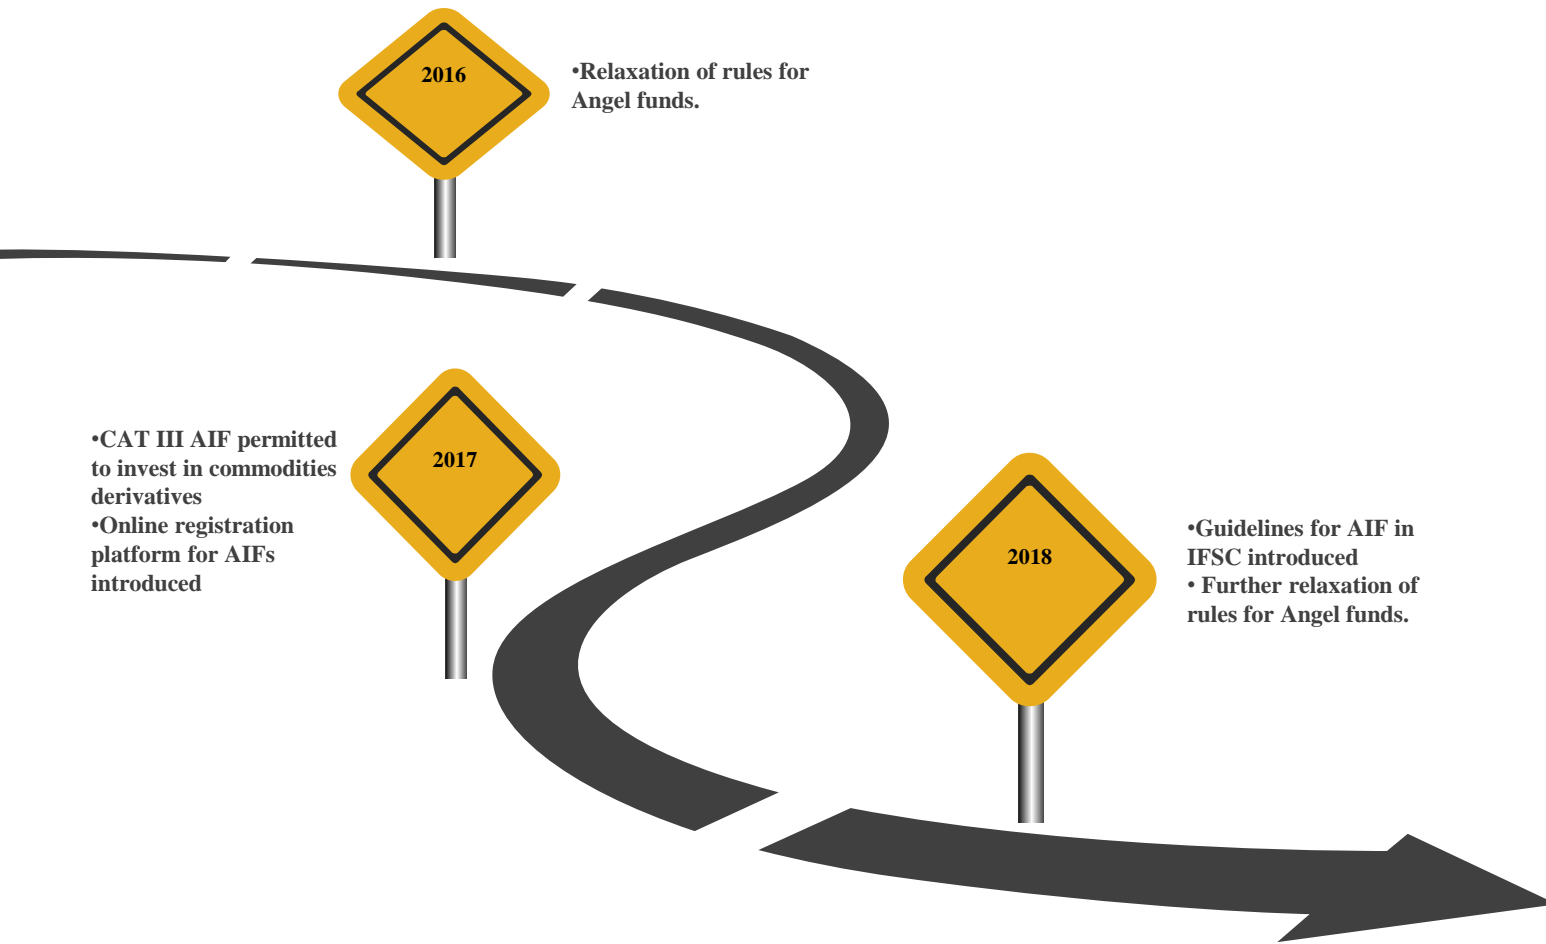 2016
•Relaxation of rules for
Angel funds.
•CAT III AIF permitted
to invest in commodities
derivatives
•Online registration
platform for AIFs
introduced
2017
2018
•Guidelines for AIF in
IFSC introduced
• Further relaxation of
rules for Angel funds.